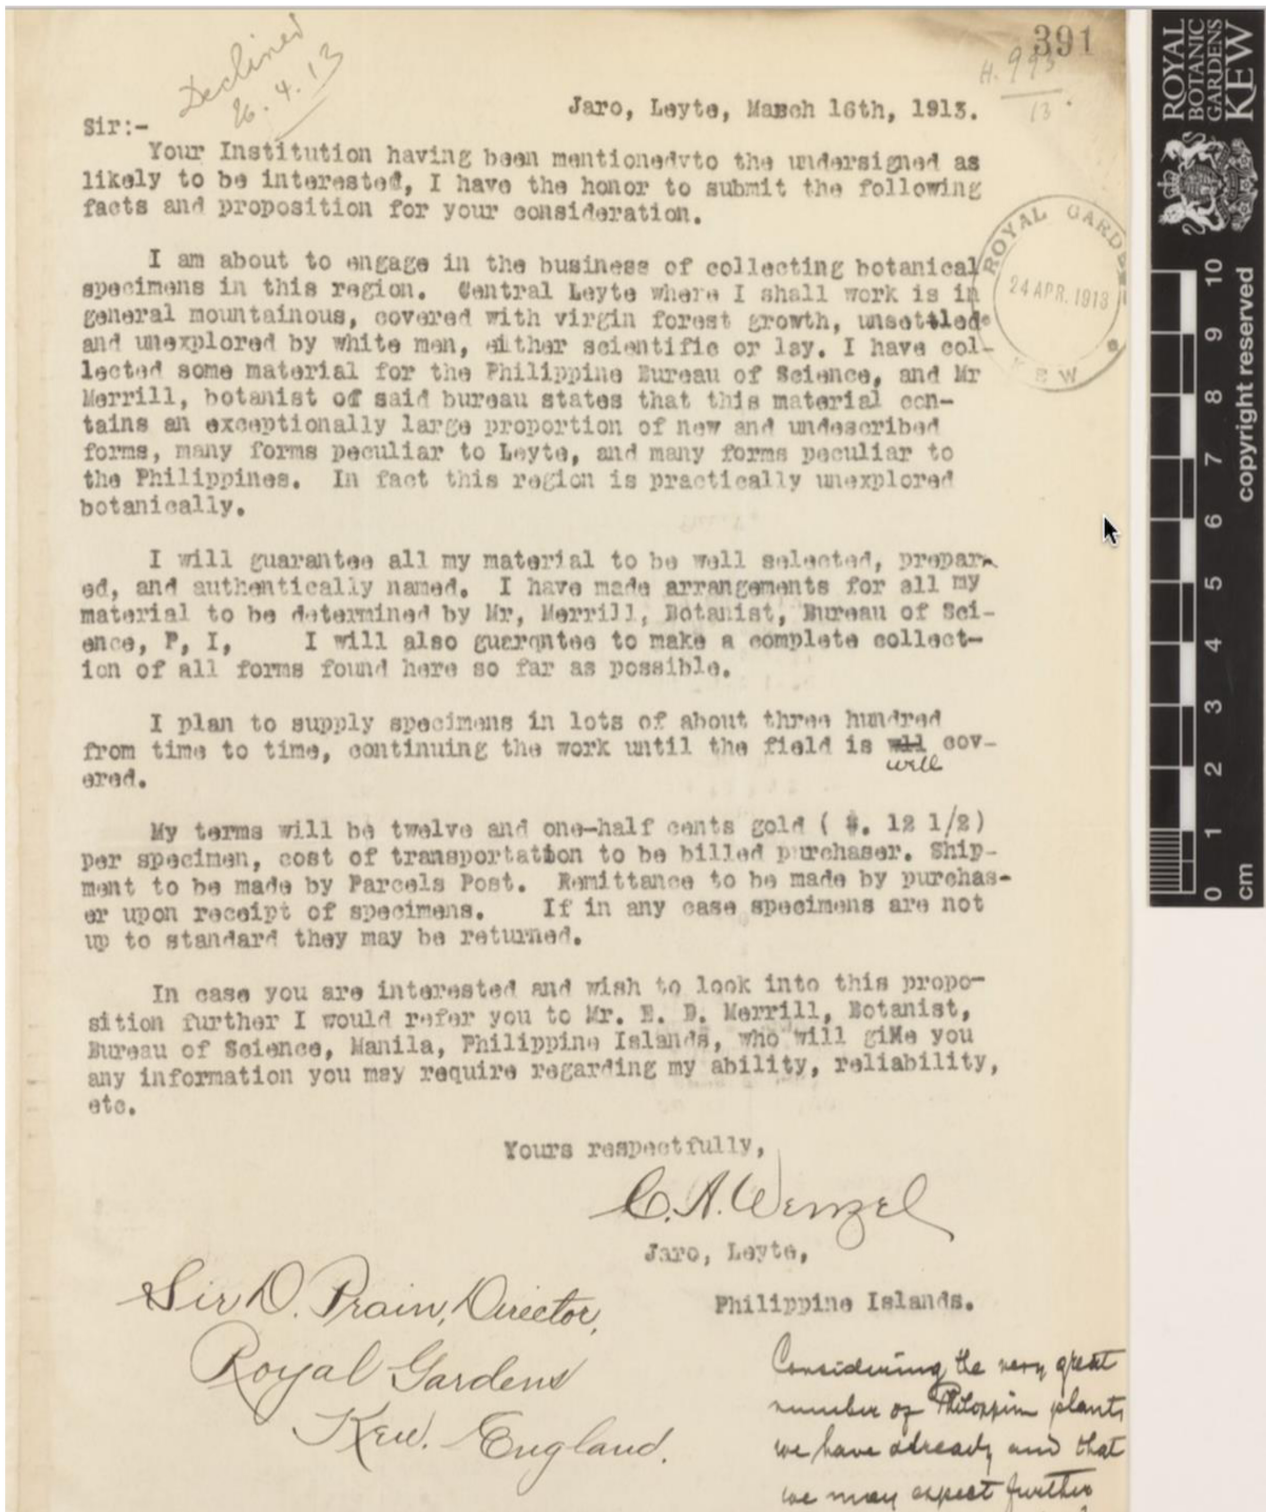 Declined
26.4.13
391
H. 993
13.
Jaro, Leyte, March 16th, 1913.
Sir:-
Your Institution having been mentionedvto the undersigned as
likely to be interested, I have the honor to submit the following
facts and proposition for your consideration.
I am about to engage in the business of collecting botanical
specimens in this region. Central Leyte where I shall work is in
general mountainous, covered with virgin forest growth, unsettled
and unexplored by white men, either scientific or lay. I have col-
lected some material for the Philippine Bureau of Science, and Mr
Merrill, botanist of said bureau states that this material con-
tains an exceptionally large proportion of new and undescribed
forms, many forms peculiar to Leyte, and many forms peculiar to
the Philippines. In fact this region is practically unexplored
botanically.
ROYAL GARDE
24 APR. 1913
KEW
I will guarantee all my material to be well selected, prepar-
ed, and authentically named. I have made arrangements for all my
material to be determined by Mr, Merrill, Botanist, Bureau of Sci-
ence, P, I, I will also guarqntee to make a complete collect-
ion of all forms found here so far as possible.
I plan to supply specimens in lots of about three hundred
from time to time, continuing the work until the field is wll cov-
well
ered.
My terms will be twelve and one-half cents gold ( $. 12 1/2)
per specimen, cost of transportation to be billed purchaser. Ship-
ment to be made by Parcels Post. Remittance to be made by purchas-
er upon receipt of specimens. If in any case specimens are not
up to standard they may be returned.
In case you are interested and wish to look into this propo-
sition further I would refer you to Mr. E. D. Merrill, Botanist,
Bureau of Science, Manila, Philippine Islands, who will give you
any information you may require regarding my ability, reliability,
etc.
Yours respectfully,
C. A. Wenzel
Jaro, Leyte,
Philippine Islands.
Sir D. Prain, Director,
Royal Gardens
Kew. England.
Considering the very great
number of Philippin plants
we have already and that
we may expect further
ROYAL
BOTANIC
GARDENS
KEW
copyright reserved
0 1 2 3 4 5 6 7 8 9 10
cm